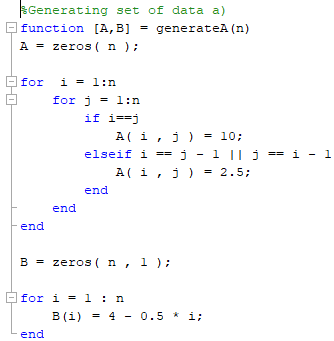 %Generating set of data a)
function [A,B] = generateA(n)
A = zeros( n );
for  i = 1:n
for j = 1:n
if i==j
A( i , j ) = 10;
elseif i == j - 1 || j == i - 1
A( i , j ) = 2.5;
end
end
end
B = zeros( n , 1 );
for i = 1 : n
B(i) = 4 - 0.5 * i;
end